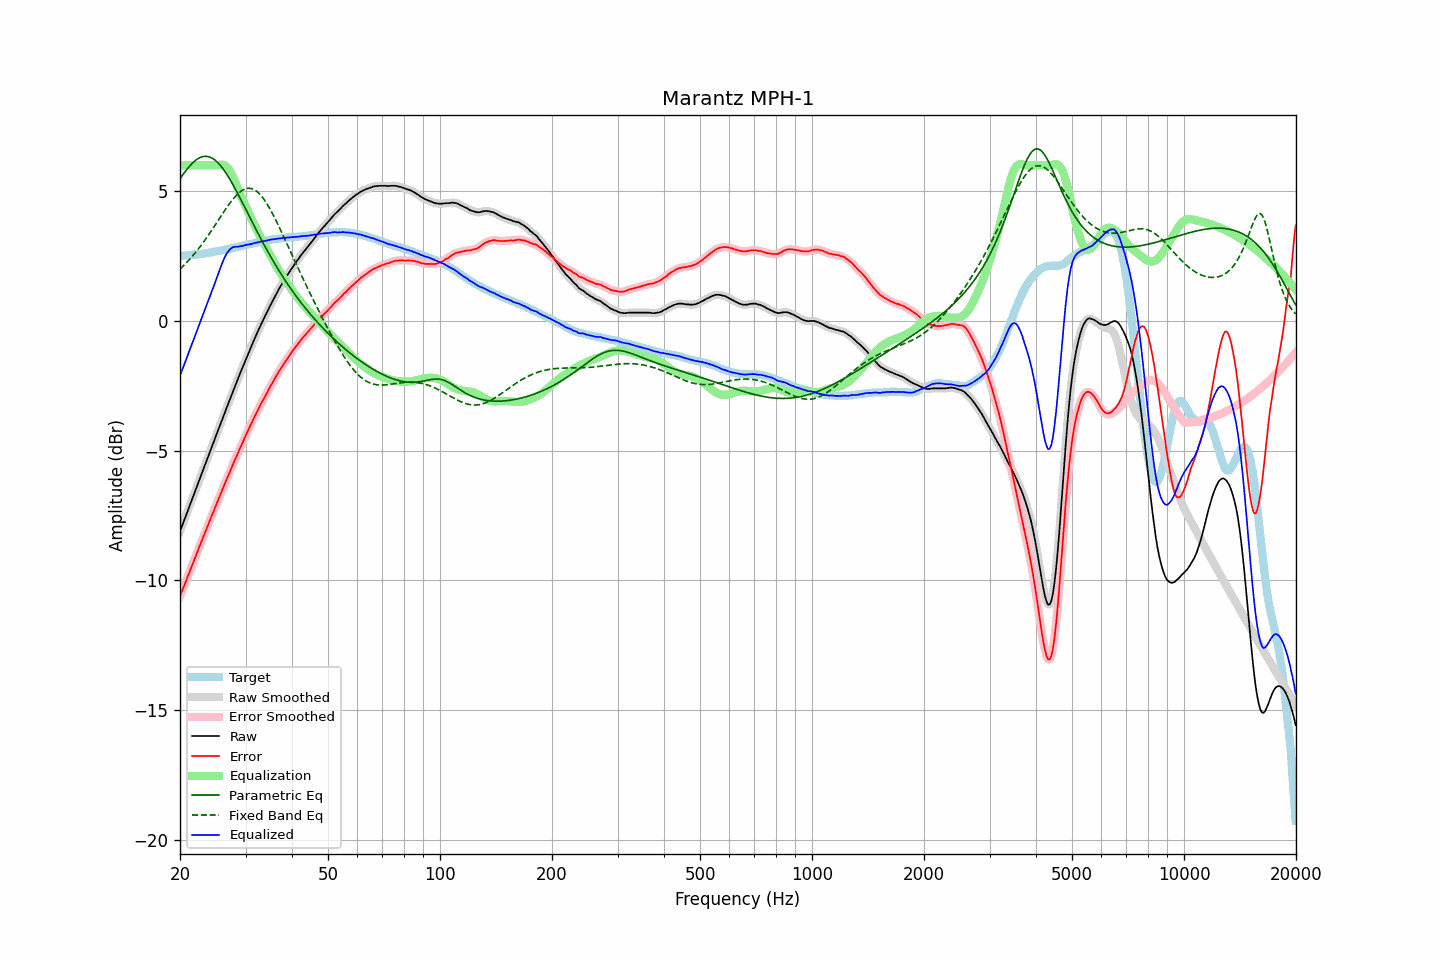 Marantz MPH-1
Amplitude (dBr)
5
0
−5
−10
−15
−20
Target
Raw Smoothed
Error Smoothed
Raw
Error
Equalization
Parametric Eq
Fixed Band Eq
Equalized
20 50 100 200 500 1000 2000 5000 10000 20000
Frequency (Hz)